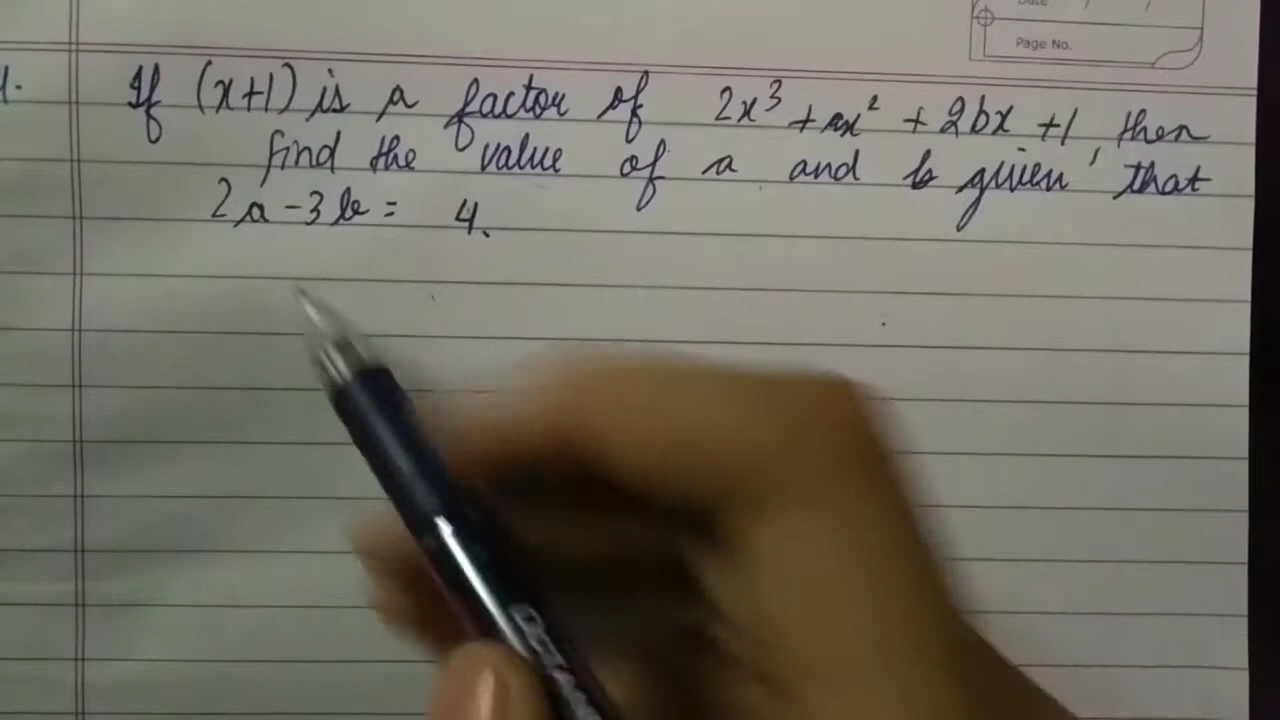 Date / /
Page No.
1. If (x+1) is a factor of 2x³ + ax² + 2bx + 1, then
find the value of a and b given that
2a - 3b = 4.